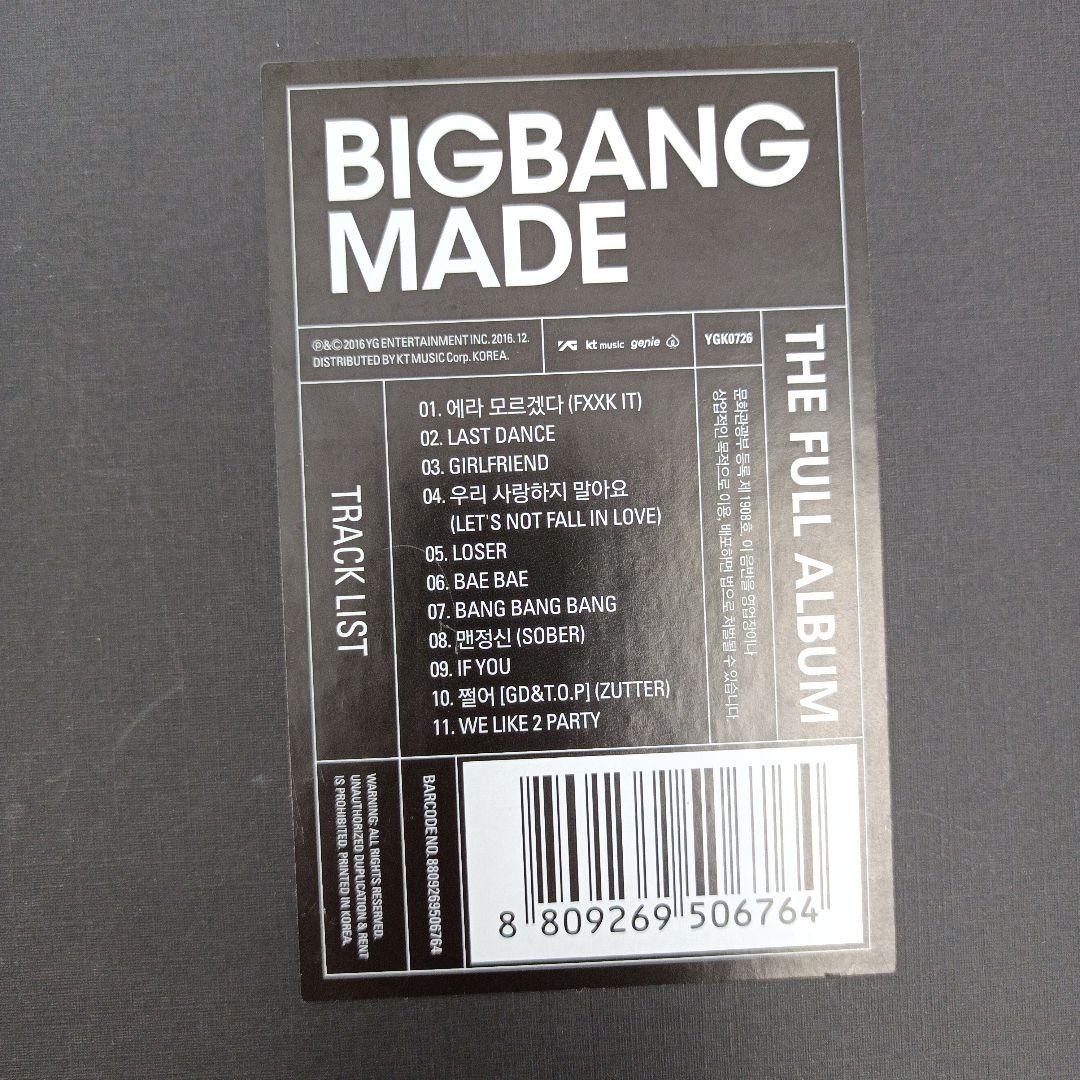 BIGBANG
MADE
℗&© 2016 YG ENTERTAINMENT INC. 2016. 12.
DISTRIBUTED BY KT MUSIC Corp. KOREA.
YG kt music genie
YGK0726
THE FULL ALBUM
문화관광부 등록 제 1908호, 이 음반을 영업장이나
상업적인 목적으로 이용, 배포하면 법으로 처벌될 수 있습니다.
TRACK LIST
01. 에라 모르겠다 (FXXK IT)
02. LAST DANCE
03. GIRLFRIEND
04. 우리 사랑하지 말아요
(LET'S NOT FALL IN LOVE)
05. LOSER
06. BAE BAE
07. BANG BANG BANG
08. 맨정신 (SOBER)
09. IF YOU
10. 쩔어 [GD&T.O.P] (ZUTTER)
11. WE LIKE 2 PARTY
WARNING: ALL RIGHTS RESERVED.
UNAUTHORIZED DUPLICATION & RENT
IS PROHIBITED. PRINTED IN KOREA.
BARCODE NO. 8809269506764
8 809269 506764